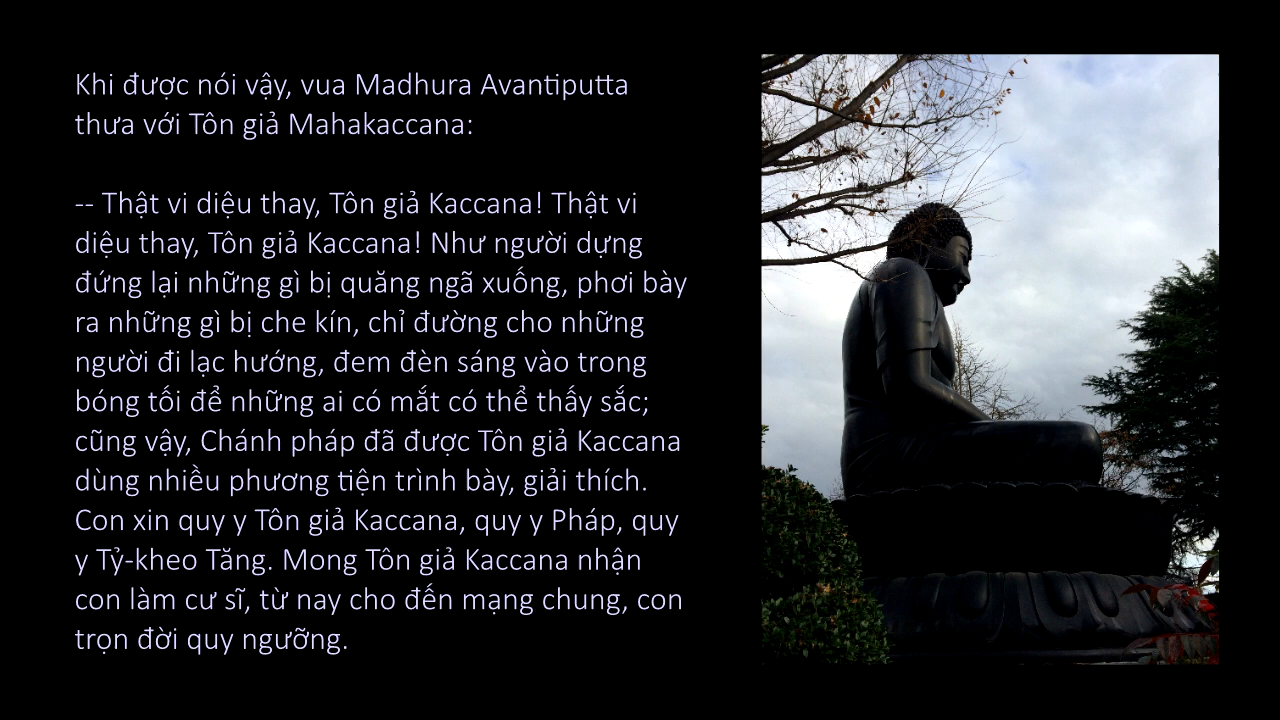 Khi được nói vậy, vua Madhura Avantiputta
thưa với Tôn giả Mahakaccana:
-- Thật vi diệu thay, Tôn giả Kaccana! Thật vi
diệu thay, Tôn giả Kaccana! Như người dựng
đứng lại những gì bị quăng ngã xuống, phơi bày
ra những gì bị che kín, chỉ đường cho những
người đi lạc hướng, đem đèn sáng vào trong
bóng tối để những ai có mắt có thể thấy sắc;
cũng vậy, Chánh pháp đã được Tôn giả Kaccana
dùng nhiều phương tiện trình bày, giải thích.
Con xin quy y Tôn giả Kaccana, quy y Pháp, quy
y Tỷ-kheo Tăng. Mong Tôn giả Kaccana nhận
con làm cư sĩ, từ nay cho đến mạng chung, con
trọn đời quy ngưỡng.